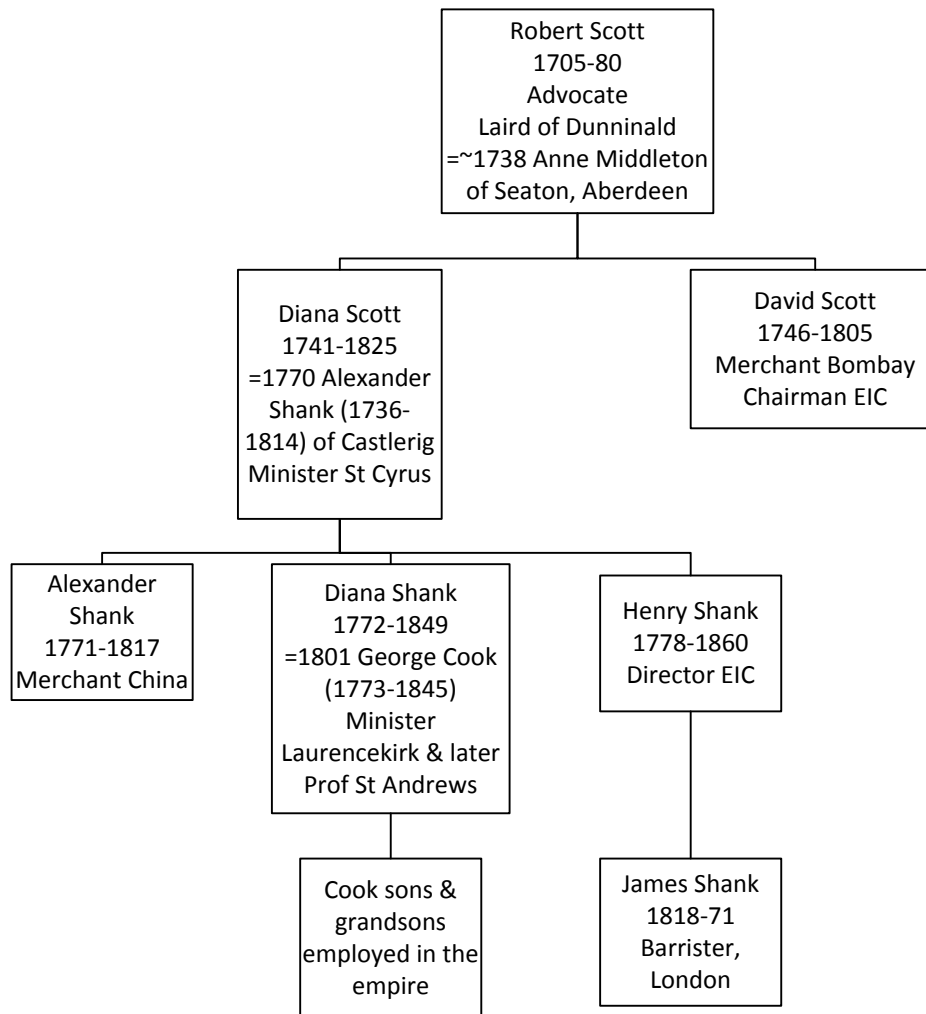 Robert Scott
1705-80
Advocate
Laird of Dunninald
=~1738 Anne Middleton
of Seaton, Aberdeen
Diana Scott
1741-1825
=1770 Alexander
Shank (1736-
1814) of Castlerig
Minister St Cyrus
David Scott
1746-1805
Merchant Bombay
Chairman EIC
Alexander
Shank
1771-1817
Merchant China
Diana Shank
1772-1849
=1801 George Cook
(1773-1845)
Minister
Laurencekirk & later
Prof St Andrews
Henry Shank
1778-1860
Director EIC
Cook sons &
grandsons
employed in the
empire
James Shank
1818-71
Barrister,
London